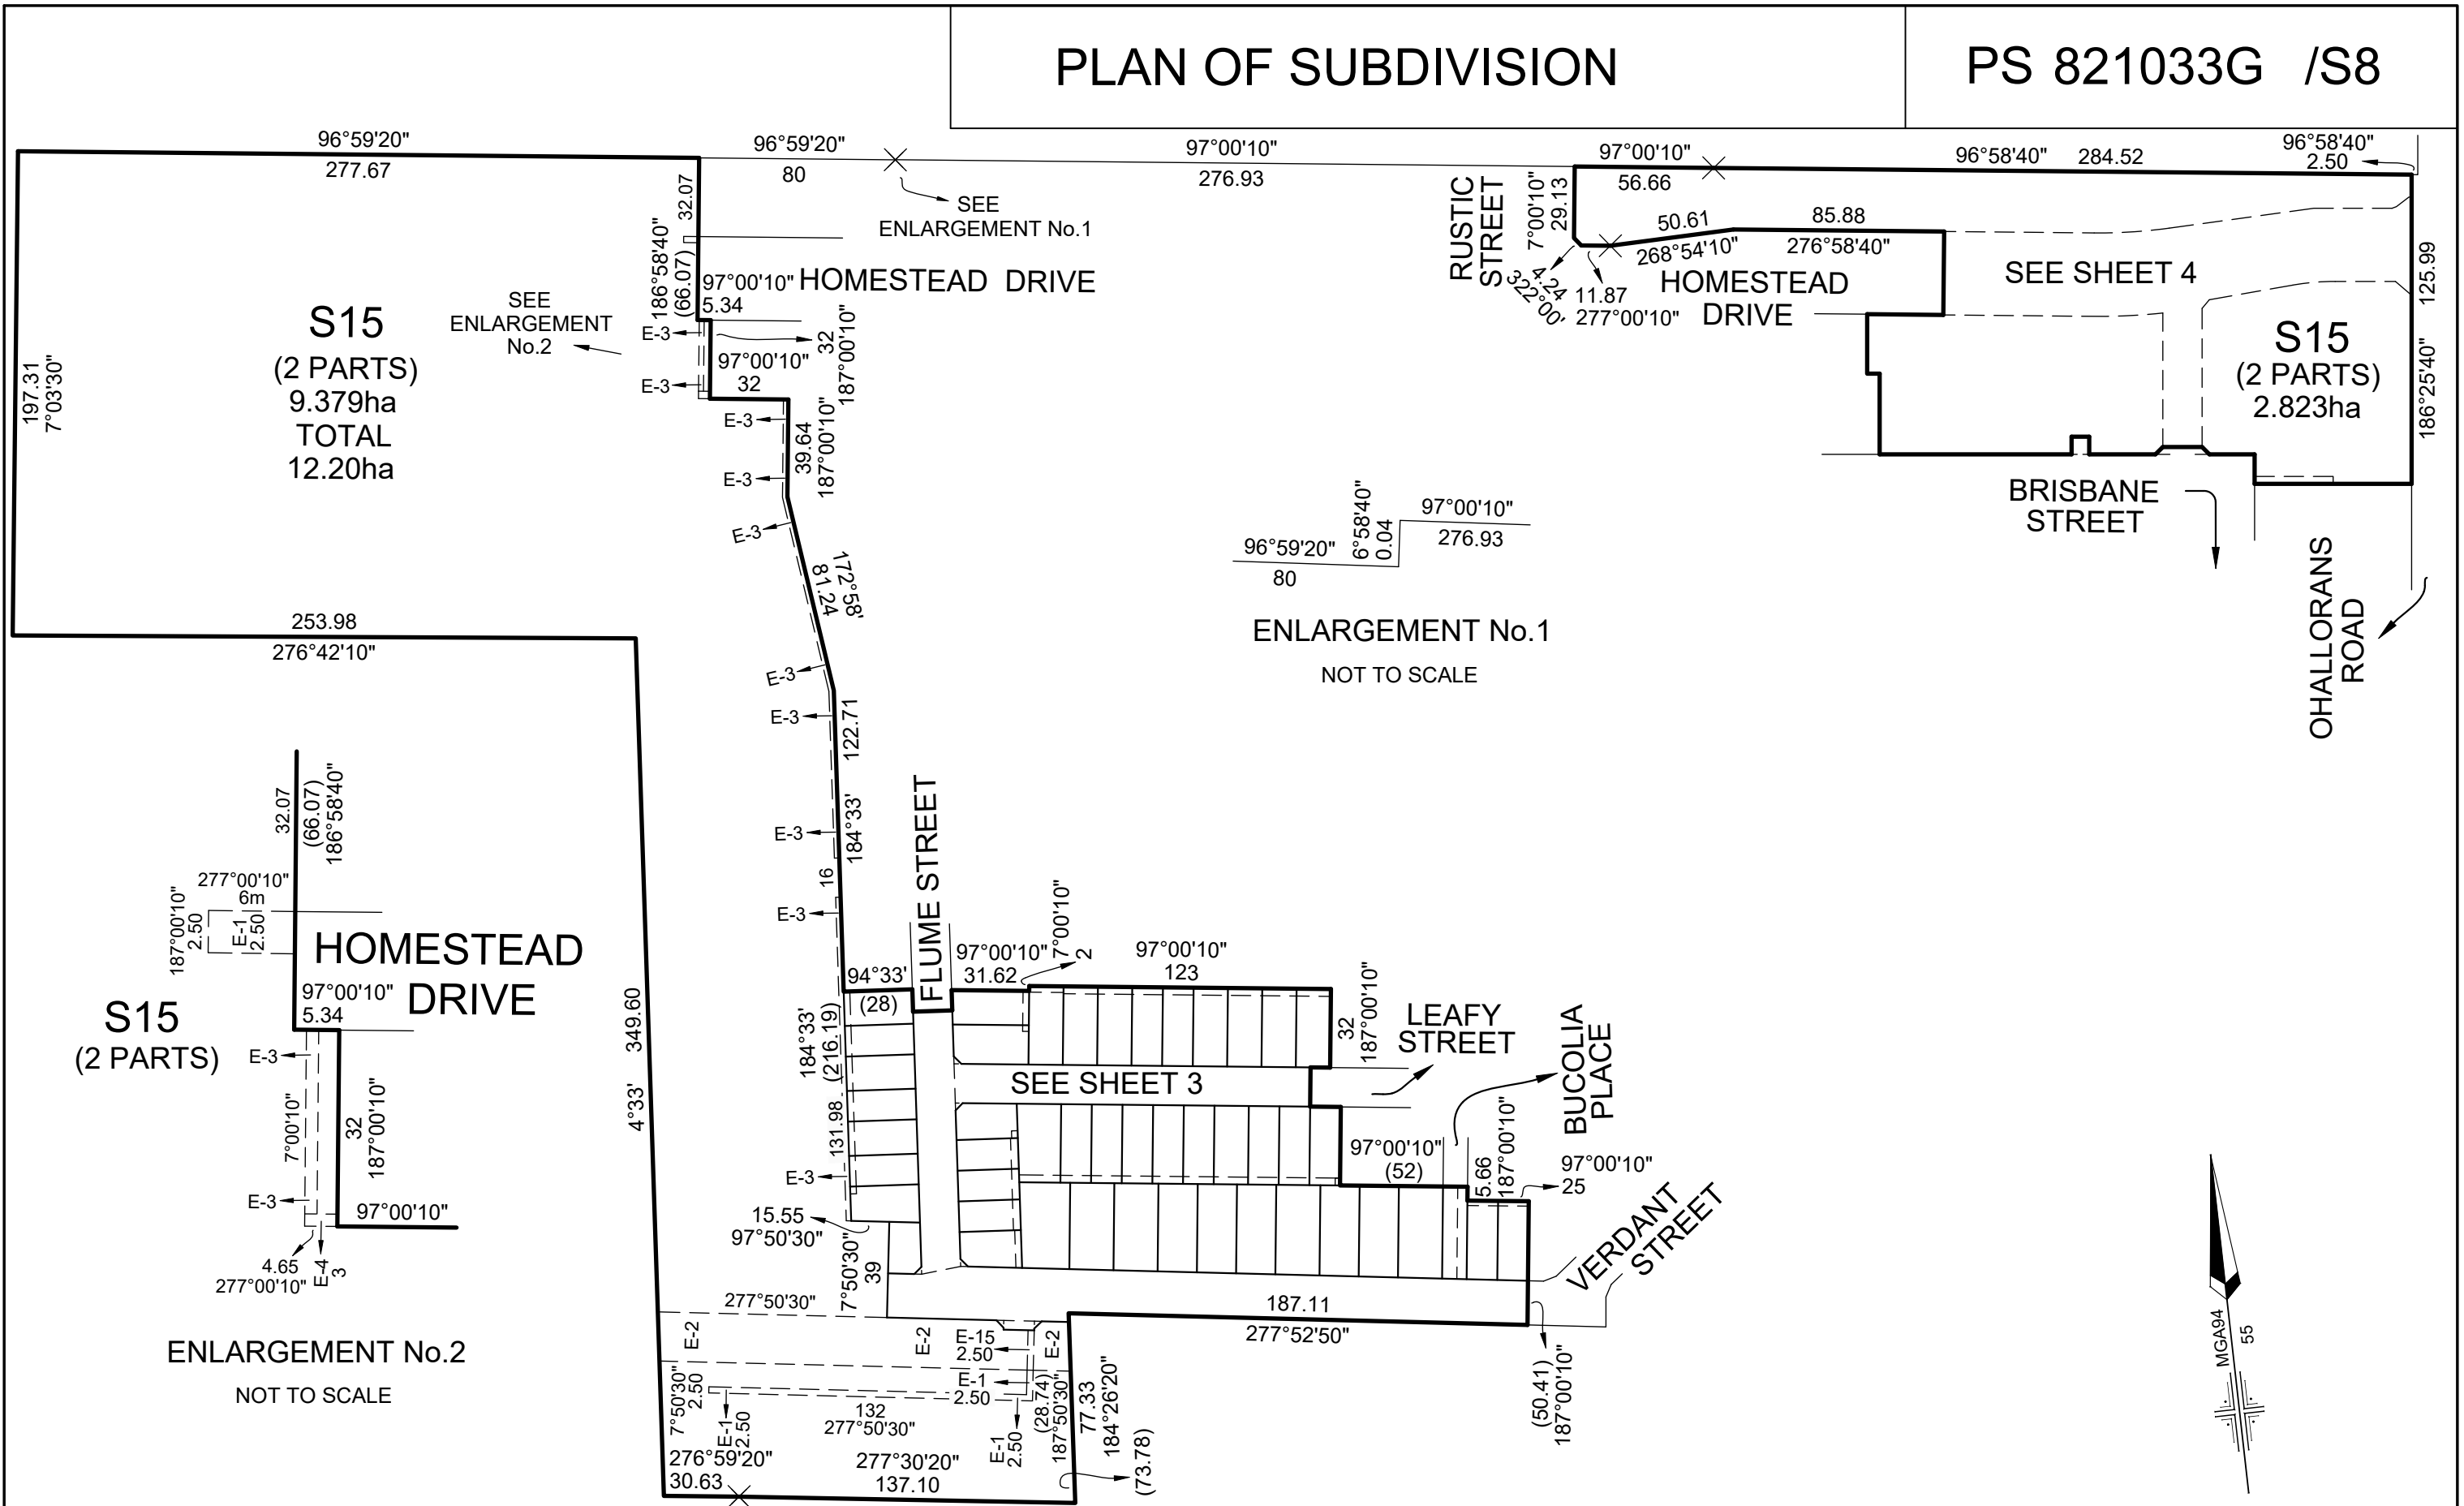 PLAN OF SUBDIVISION
PS 821033G /S8
96°59'20"
277.67
96°59'20"
80
97°00'10"
276.93
97°00'10"
56.66
96°58'40" 284.52
96°58'40"
2.50
SEE
ENLARGEMENT No.1
32.07
186°58'40"
(66.07)
97°00'10"
5.34
HOMESTEAD DRIVE
RUSTIC
STREET
7°00'10"
29.13
4.24
322°00'
11.87
277°00'10"
50.61
268°54'10"
85.88
276°58'40"
HOMESTEAD
DRIVE
SEE SHEET 4
125.99
186°25'40"
S15
(2 PARTS)
2.823ha
S15
(2 PARTS)
9.379ha
TOTAL
12.20ha
SEE
ENLARGEMENT
No.2
197.31
7°03'30"
E-3
E-3
32
187°00'10"
97°00'10"
32
E-3
E-3
39.64
187°00'10"
E-3
172°58'
81.24
E-3
BRISBANE
STREET
OHALLORANS
ROAD
96°59'20"
80
6°58'40"
0.04
97°00'10"
276.93
ENLARGEMENT No.1
NOT TO SCALE
253.98
276°42'10"
E-3
122.71
E-3
184°33'
16
E-3
FLUME STREET
94°33'
(28)
97°00'10"
31.62
7°00'10"
2
97°00'10"
123
32
187°00'10"
LEAFY
STREET
BUCOLIA
PLACE
SEE SHEET 3
184°33'
(216.19)
131.98
E-3
97°00'10"
(52)
5.66
187°00'10"
97°00'10"
25
VERDANT
STREET
349.60
4°33'
15.55
97°50'30"
7°50'30"
39
277°50'30"
187.11
277°52'50"
E-2
E-2
E-15
2.50
E-2
E-1
2.50
7°50'30"
2.50
E-1
2.50
132
277°50'30"
E-1
2.50
(28.74)
187°50'30"
77.33
184°26'20"
(73.78)
(50.41)
187°00'10"
276°59'20"
30.63
277°30'20"
137.10
32.07
(66.07)
186°58'40"
277°00'10"
6m
187°00'10"
2.50
E-1
2.50
HOMESTEAD
DRIVE
97°00'10"
5.34
S15
(2 PARTS)
E-3
7°00'10"
32
187°00'10"
E-3
97°00'10"
4.65
277°00'10"
E-4
3
ENLARGEMENT No.2
NOT TO SCALE
MGA94
55